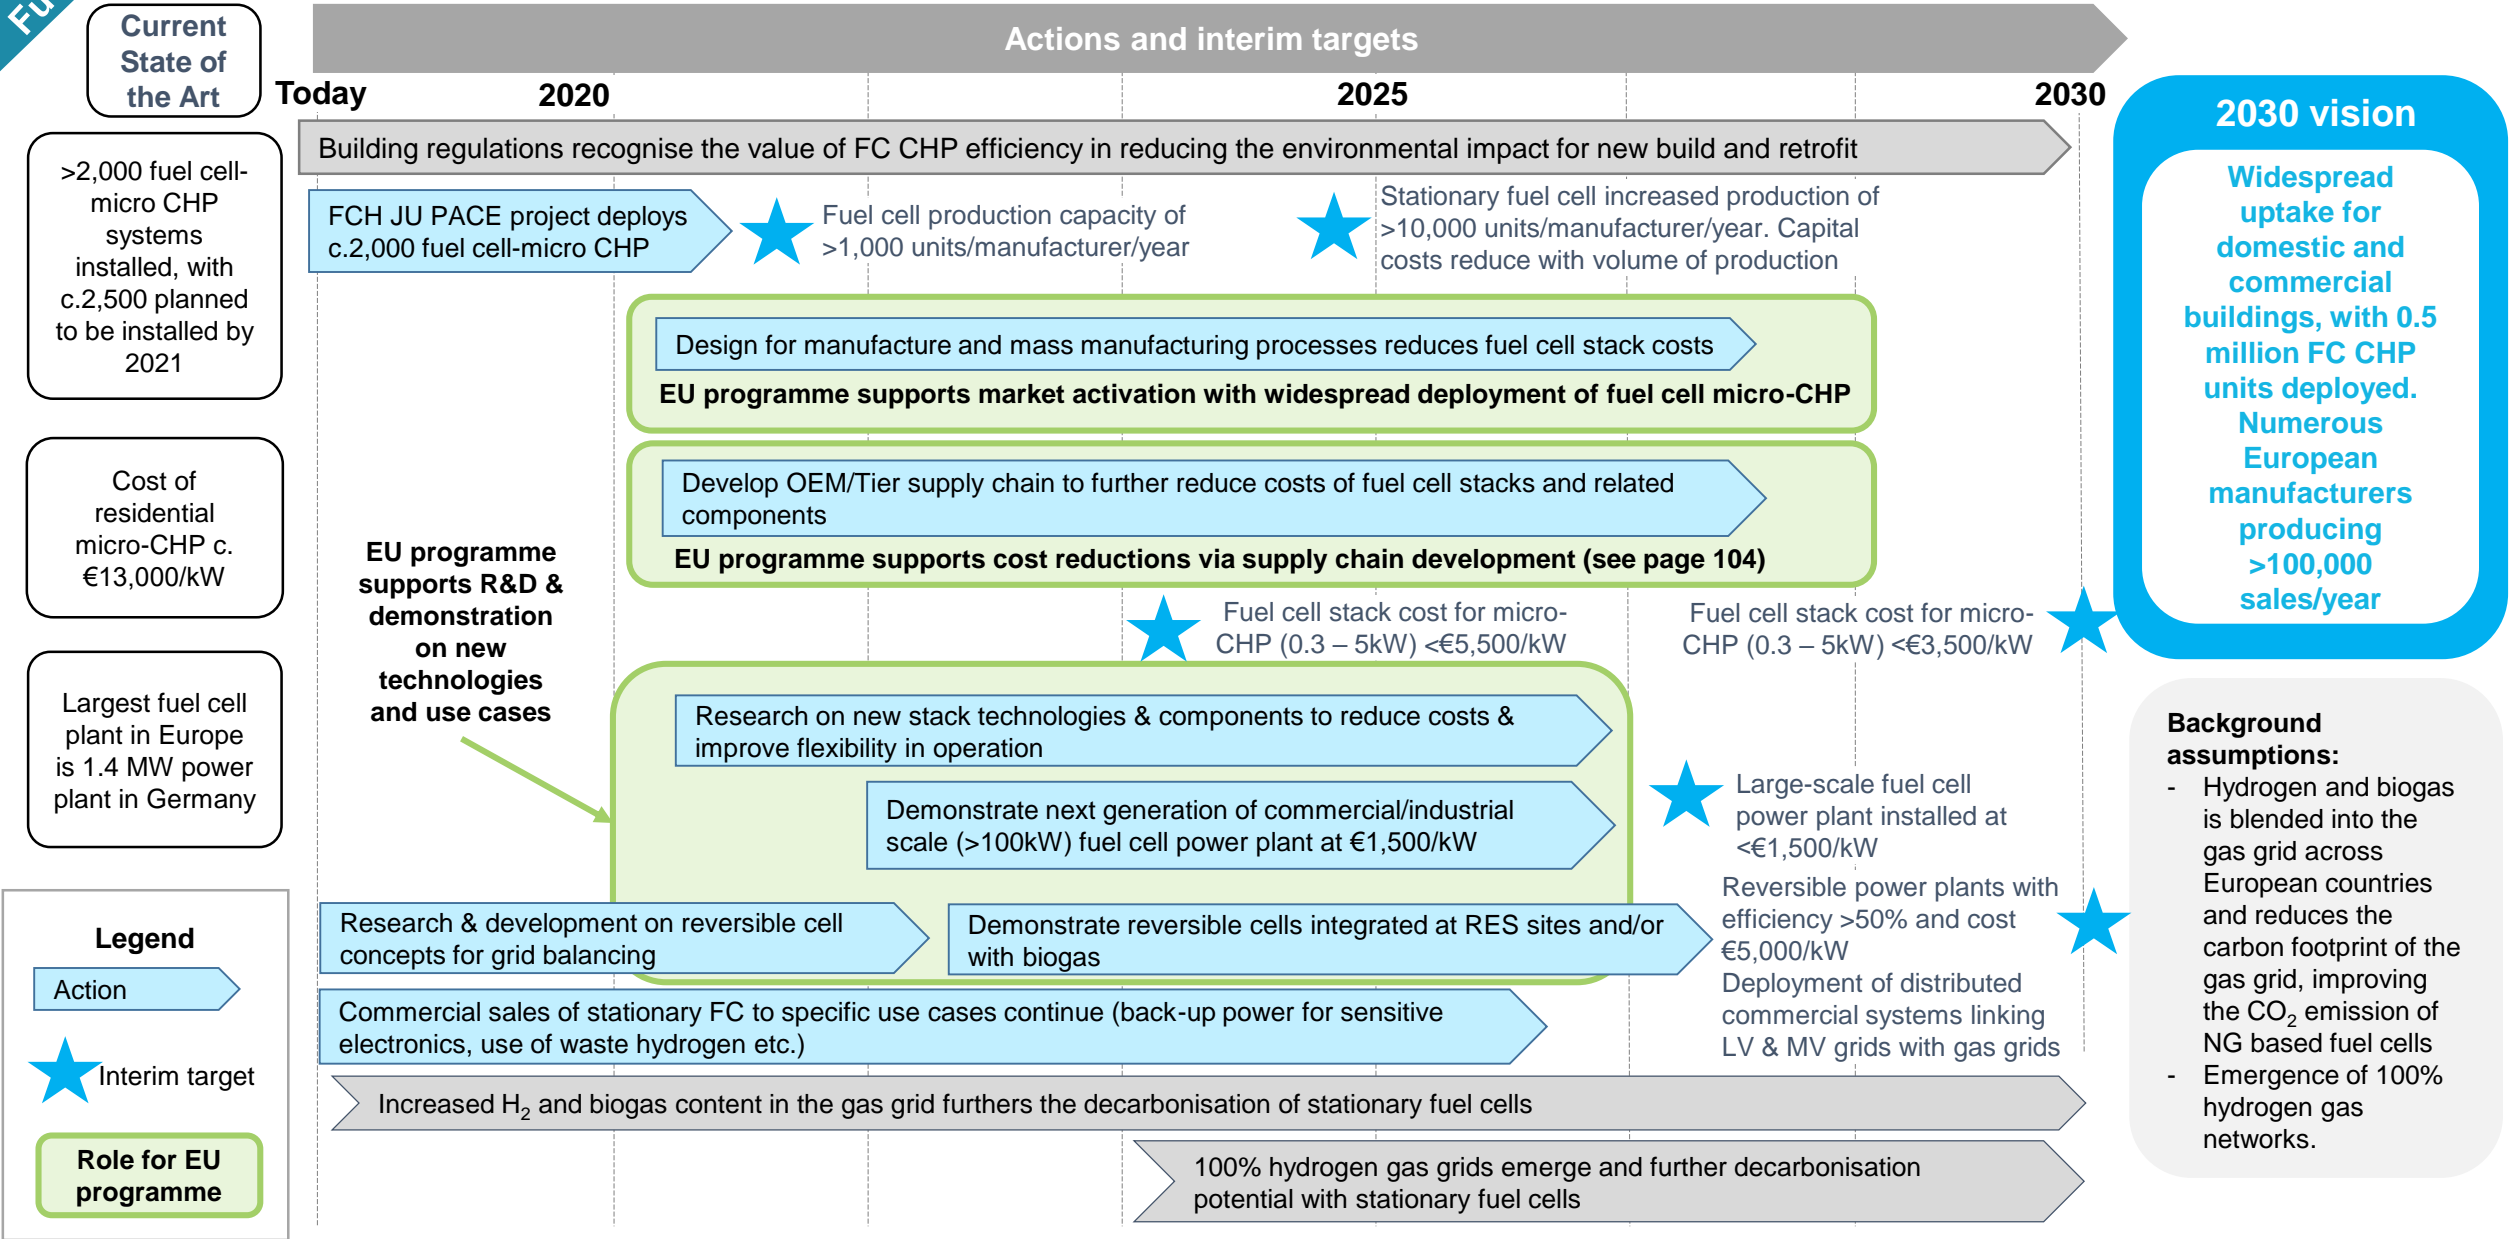 Fu
Current
State of
the Art
Actions and interim targets
Today
2020
2025
2030
Building regulations recognise the value of FC CHP efficiency in reducing the environmental impact for new build and retrofit
>2,000 fuel cell-
micro CHP
systems
installed, with
c.2,500 planned
to be installed by
2021
FCH JU PACE project deploys
c.2,000 fuel cell-micro CHP
Fuel cell production capacity of
>1,000 units/manufacturer/year
Stationary fuel cell increased production of
>10,000 units/manufacturer/year. Capital
costs reduce with volume of production
Design for manufacture and mass manufacturing processes reduces fuel cell stack costs
EU programme supports market activation with widespread deployment of fuel cell micro-CHP
Cost of
residential
micro-CHP c.
€13,000/kW
Develop OEM/Tier supply chain to further reduce costs of fuel cell stacks and related
components
EU programme supports cost reductions via supply chain development (see page 104)
EU programme
supports R&D &
demonstration
on new
technologies
and use cases
Fuel cell stack cost for micro-
CHP (0.3 – 5kW) <€5,500/kW
Fuel cell stack cost for micro-
CHP (0.3 – 5kW) <€3,500/kW
Largest fuel cell
plant in Europe
is 1.4 MW power
plant in Germany
Research on new stack technologies & components to reduce costs &
improve flexibility in operation
Demonstrate next generation of commercial/industrial
scale (>100kW) fuel cell power plant at €1,500/kW
Large-scale fuel cell
power plant installed at
<€1,500/kW
Research & development on reversible cell
concepts for grid balancing
Demonstrate reversible cells integrated at RES sites and/or
with biogas
Reversible power plants with
efficiency >50% and cost
€5,000/kW
Deployment of distributed
commercial systems linking
LV & MV grids with gas grids
Commercial sales of stationary FC to specific use cases continue (back-up power for sensitive
electronics, use of waste hydrogen etc.)
Increased H2 and biogas content in the gas grid furthers the decarbonisation of stationary fuel cells
100% hydrogen gas grids emerge and further decarbonisation
potential with stationary fuel cells
Legend
Action
Interim target
Role for EU
programme
2030 vision
Widespread
uptake for
domestic and
commercial
buildings, with 0.5
million FC CHP
units deployed.
Numerous
European
manufacturers
producing
>100,000
sales/year
Background
assumptions:
- Hydrogen and biogas
is blended into the
gas grid across
European countries
and reduces the
carbon footprint of the
gas grid, improving
the CO2 emission of
NG based fuel cells
- Emergence of 100%
hydrogen gas
networks.